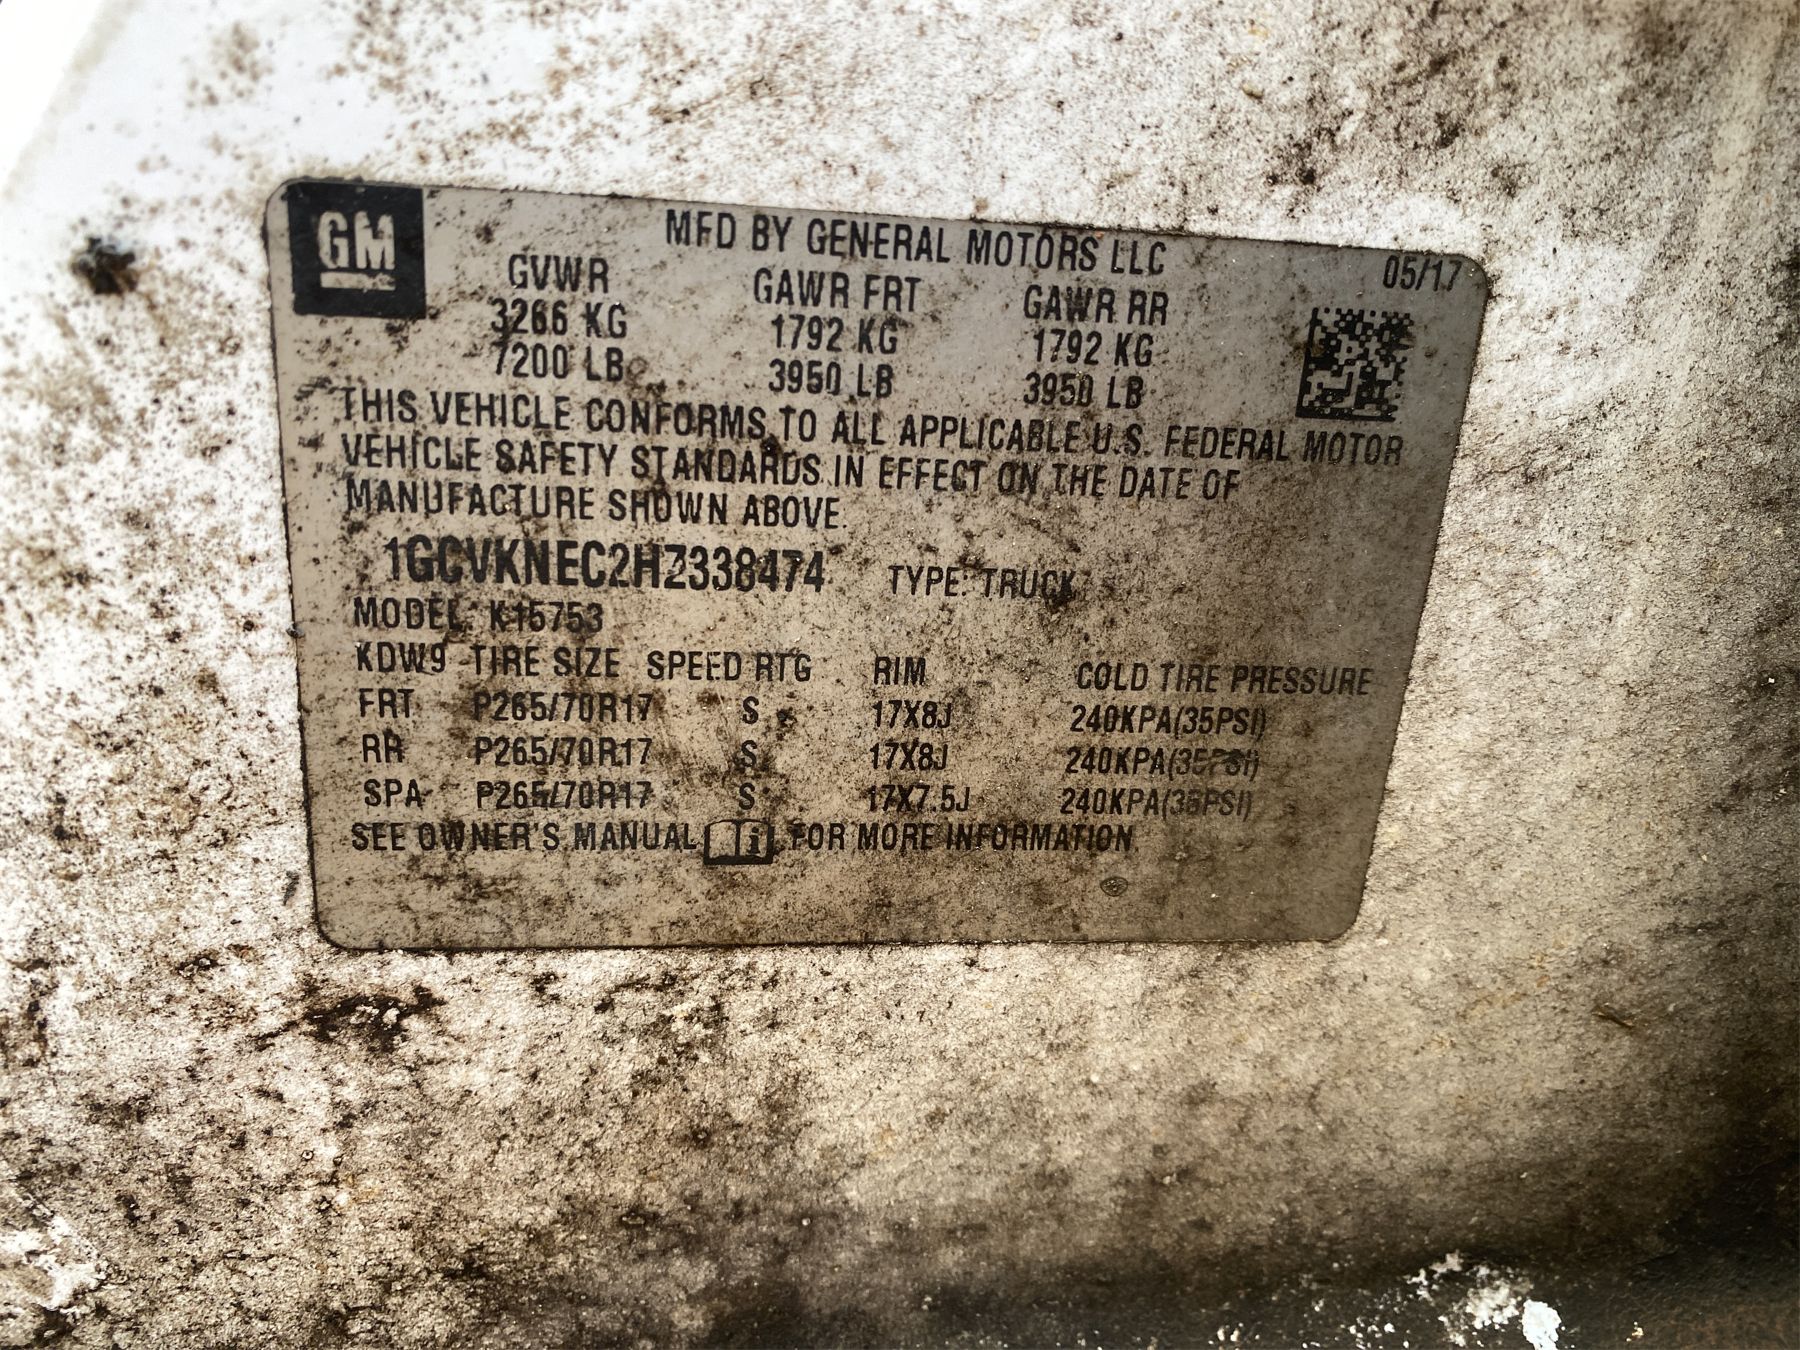 GM
MFD BY GENERAL MOTORS LLC 05/17
GVWR GAWR FRT GAWR RR
3266 KG 1792 KG 1792 KG
7200 LB 3950 LB 3950 LB
THIS VEHICLE CONFORMS TO ALL APPLICABLE U.S. FEDERAL MOTOR
VEHICLE SAFETY STANDARDS IN EFFECT ON THE DATE OF
MANUFACTURE SHOWN ABOVE.
1GCVKNEC2HZ338474 TYPE: TRUCK
MODEL: K15753
KDW9 TIRE SIZE SPEED RTG RIM COLD TIRE PRESSURE
FRT P265/70R17 S 17X8J 240KPA(35PSI)
RR P265/70R17 S 17X8J 240KPA(35PSI)
SPA P265/70R17 S 17X7.5J 240KPA(35PSI)
SEE OWNER'S MANUAL i FOR MORE INFORMATION